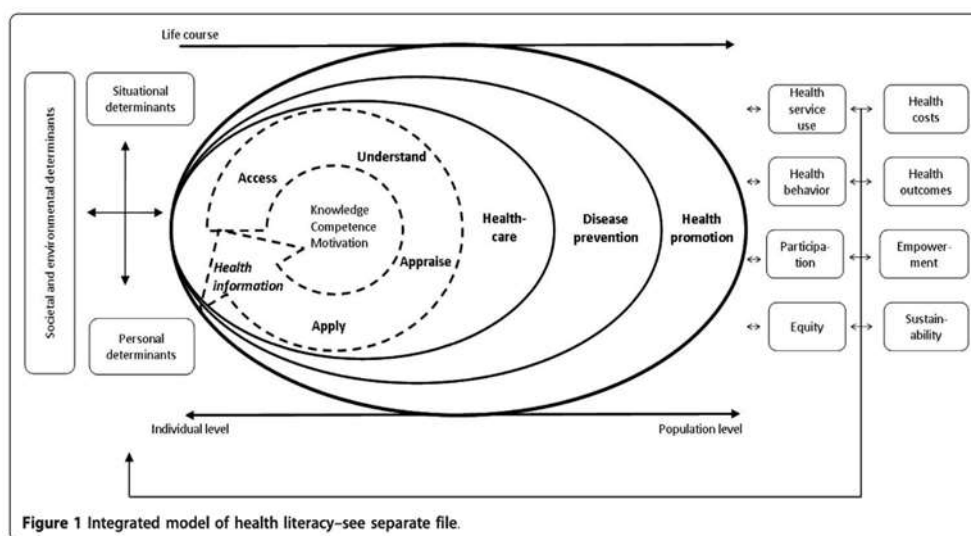 Life course
Societal and environmental determinants
Situational
determinants
Personal
determinants
Access
Understand
Knowledge
Competence
Motivation
Appraise
Health
information
Apply
Health-
care
Disease
prevention
Health
promotion
Health
service
use
Health
costs
Health
behavior
Health
outcomes
Participa-
tion
Empower-
ment
Equity
Sustain-
ability
Individual level
Population level
Figure 1 Integrated model of health literacy–see separate file.